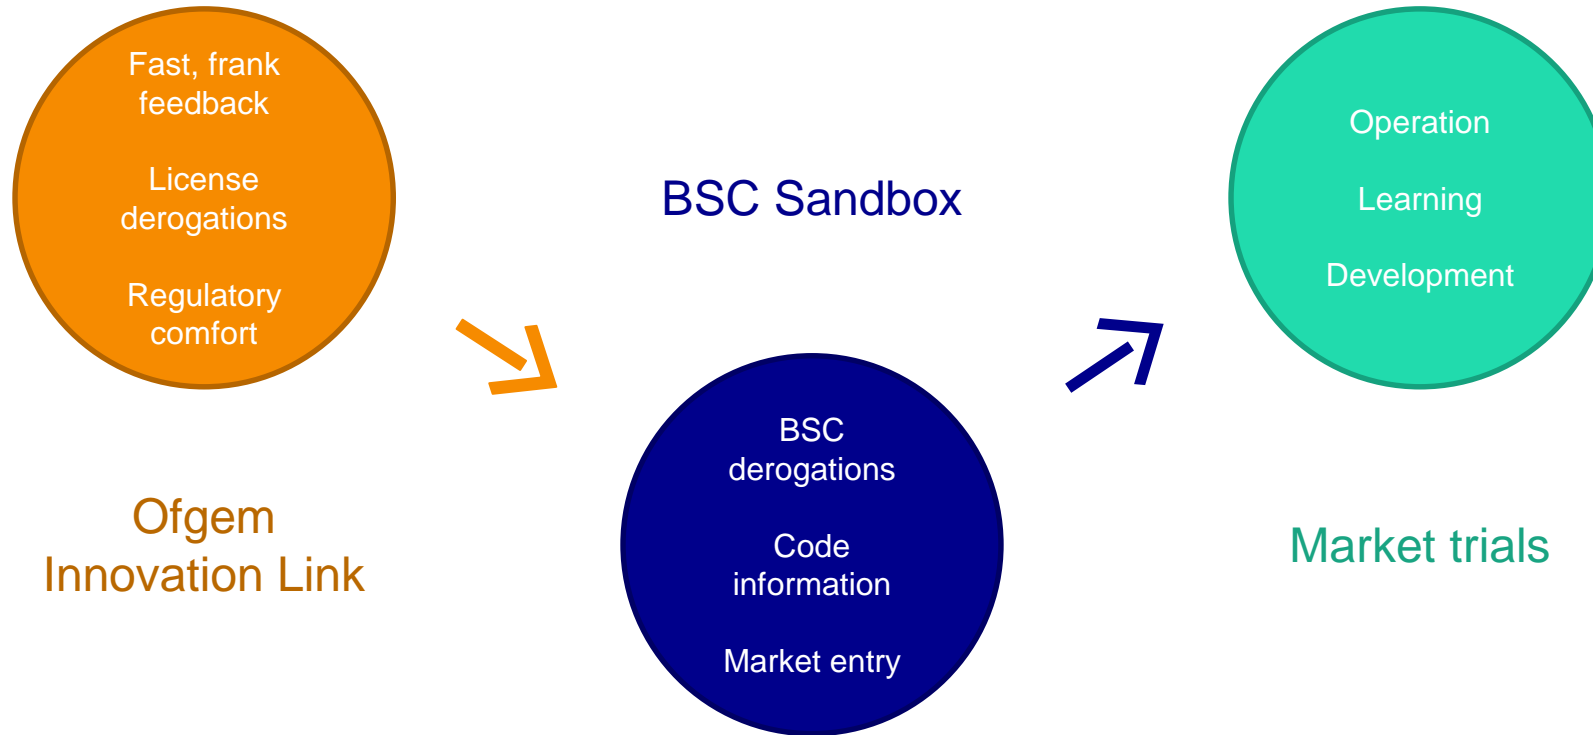 Fast, frank
feedback
License
derogations
Regulatory
comfort
Ofgem
Innovation Link
BSC Sandbox
BSC
derogations
Code
information
Market entry
Operation
Learning
Development
Market trials